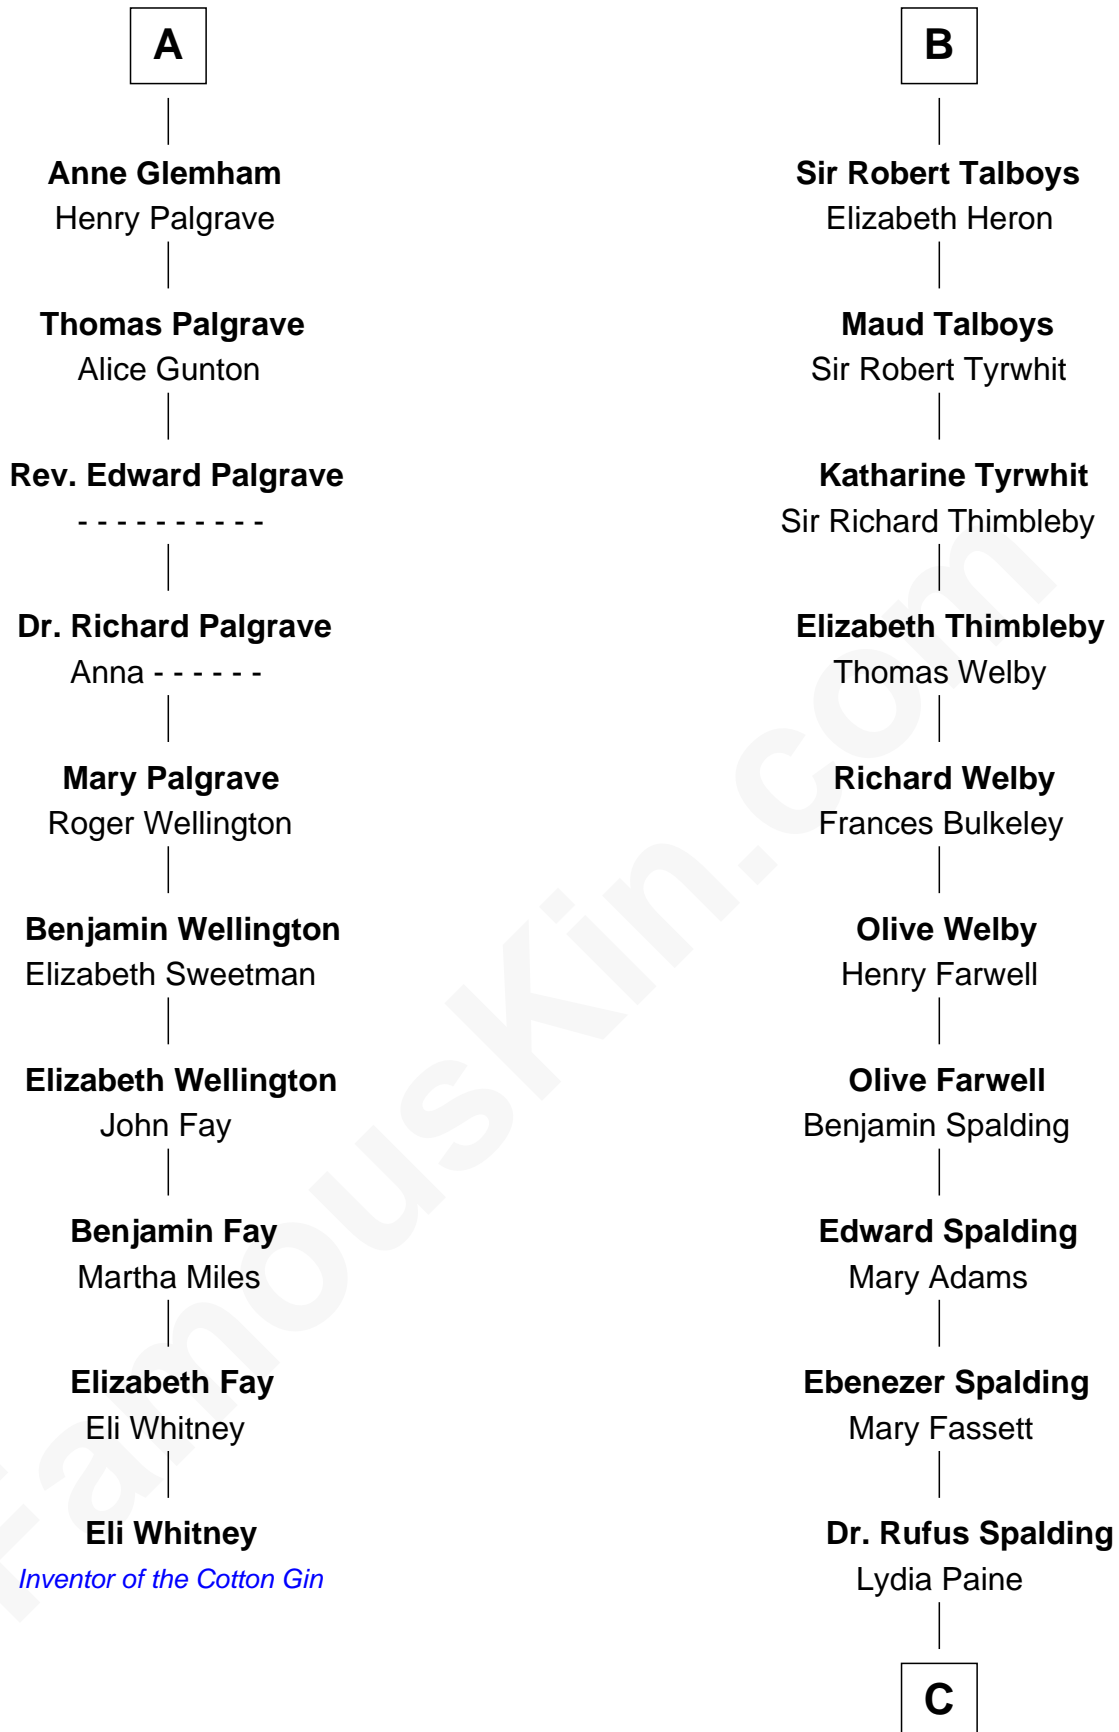 A
Anne Glemham
Henry Palgrave
Thomas Palgrave
Alice Gunton
Rev. Edward Palgrave
- - - - - - - - - -
Dr. Richard Palgrave
Anna - - - - - -
Mary Palgrave
Roger Wellington
Benjamin Wellington
Elizabeth Sweetman
Elizabeth Wellington
John Fay
Benjamin Fay
Martha Miles
Elizabeth Fay
Eli Whitney
Eli Whitney
Inventor of the Cotton Gin
B
Sir Robert Talboys
Elizabeth Heron
Maud Talboys
Sir Robert Tyrwhit
Katharine Tyrwhit
Sir Richard Thimbleby
Elizabeth Thimbleby
Thomas Welby
Richard Welby
Frances Bulkeley
Olive Welby
Henry Farwell
Olive Farwell
Benjamin Spalding
Edward Spalding
Mary Adams
Ebenezer Spalding
Mary Fassett
Dr. Rufus Spalding
Lydia Paine
C
FamousKin.com